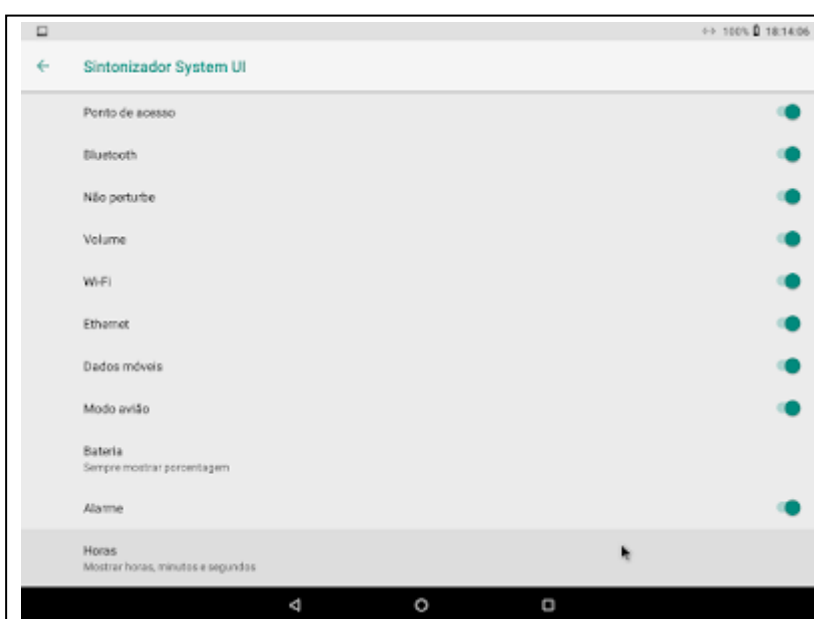 100% 18:14:06
Sintonizador System UI
Ponto de acesso
Bluetooth
Não perturbe
Volume
Wi-Fi
Ethernet
Dados móveis
Modo avião
Bateria
Sempre mostrar porcentagem
Alarme
Horas
Mostrar horas, minutos e segundos